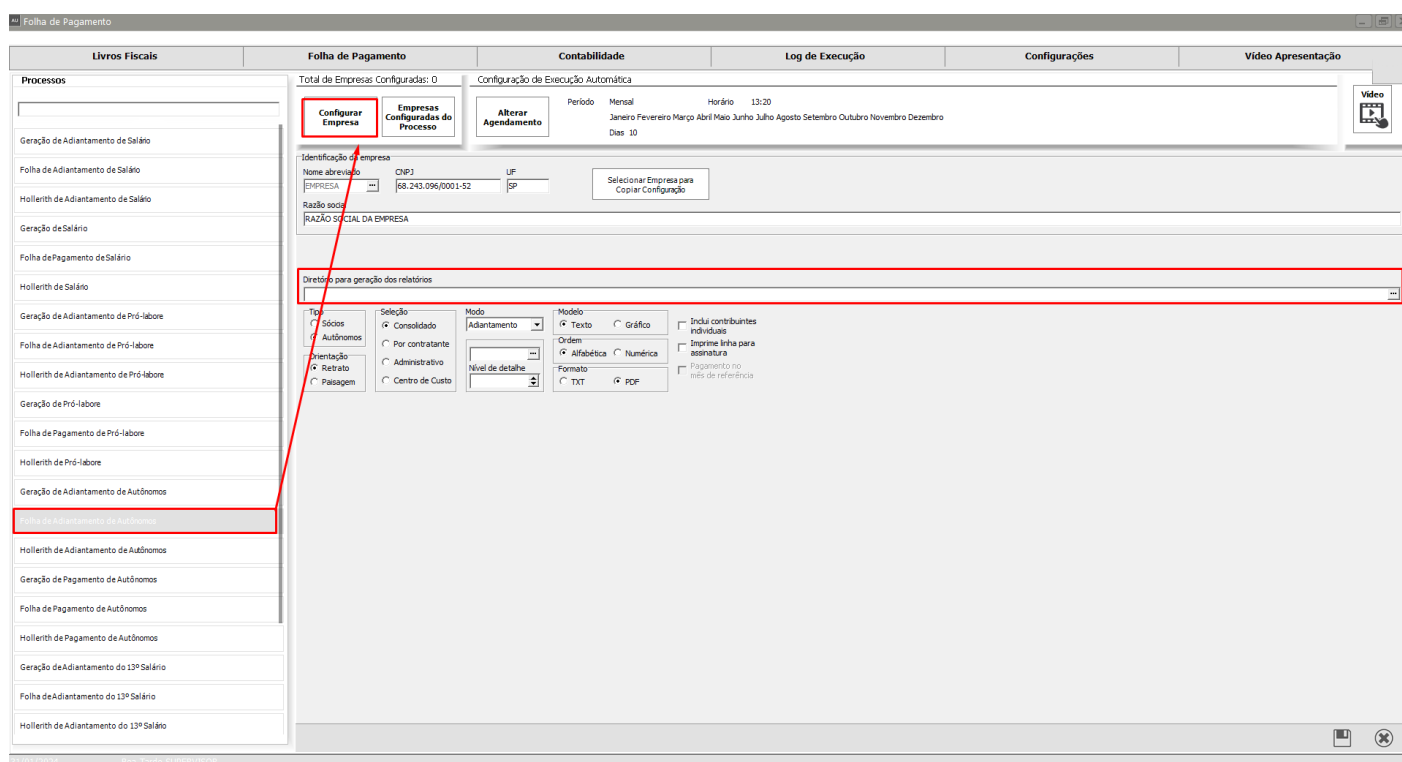 AU Folha de Pagamento
Livros Fiscais Folha de Pagamento Contabilidade Log de Execução Configurações Vídeo Apresentação
Processos
Geração de Adiantamento de Salário
Folha de Adiantamento de Salário
Hollerith de Adiantamento de Salário
Geração de Salário
Folha de Pagamento de Salário
Hollerith de Salário
Geração de Adiantamento de Pró-labore
Folha de Adiantamento de Pró-labore
Hollerith de Adiantamento de Pró-labore
Geração de Pró-labore
Folha de Pagamento de Pró-labore
Hollerith de Pró-labore
Geração de Adiantamento de Autônomos
Folha de Adiantamento de Autônomos
Hollerith de Adiantamento de Autônomos
Geração de Pagamento de Autônomos
Folha de Pagamento de Autônomos
Hollerith de Pagamento de Autônomos
Geração de Adiantamento do 13º Salário
Folha de Adiantamento do 13º Salário
Hollerith de Adiantamento do 13º Salário
Total de Empresas Configuradas: 0
Configurar
Empresa
Empresas
Configuradas do
Processo
Configuração de Execução Automática
Alterar
Agendamento
Período Mensal Horário 13:20
Janeiro Fevereiro Março Abril Maio Junho Julho Agosto Setembro Outubro Novembro Dezembro
Dias 10
Vídeo
Identificação da empresa
Nome abreviado CNPJ UF
EMPRESA ... 68.243.096/0001-52 SP
Selecionar Empresa para
Copiar Configuração
Razão social
RAZÃO SOCIAL DA EMPRESA
Diretório para geração dos relatórios
...
Tipo
Sócios
Autônomos
Orientação
Retrato
Paisagem
Seleção
Consolidado
Por contratante
Administrativo
Centro de Custo
Modo
Adiantamento
...
Nível de detalhe
Modelo
Texto Gráfico
Ordem
Alfabética Numérica
Formato
TXT PDF
Inclui contribuintes
individuais
Imprime linha para
assinatura
Pagamento no
mês de referência